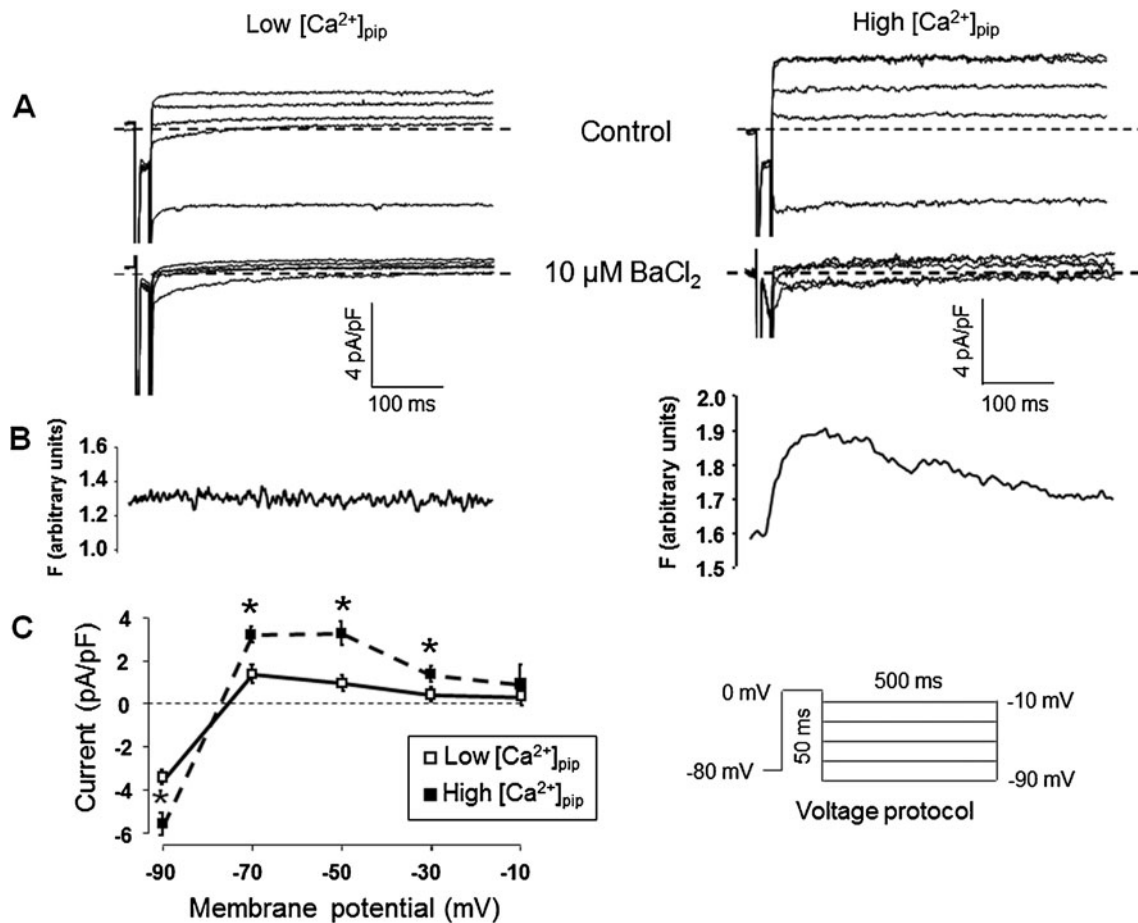 Low [Ca²⁺]pip
High [Ca²⁺]pip
A
Control
10 µM BaCl₂
4 pA/pF
100 ms
4 pA/pF
100 ms
B
F (arbitrary units)
1.6
1.4
1.2
1.0
F (arbitrary units)
2.0
1.9
1.8
1.7
1.6
1.5
C
Current (pA/pF)
4
2
0
-2
-4
-6
* * * *
Low [Ca²⁺]pip
High [Ca²⁺]pip
-90 -70 -50 -30 -10
Membrane potential (mV)
0 mV
500 ms
-10 mV
50 ms
-80 mV
-90 mV
Voltage protocol